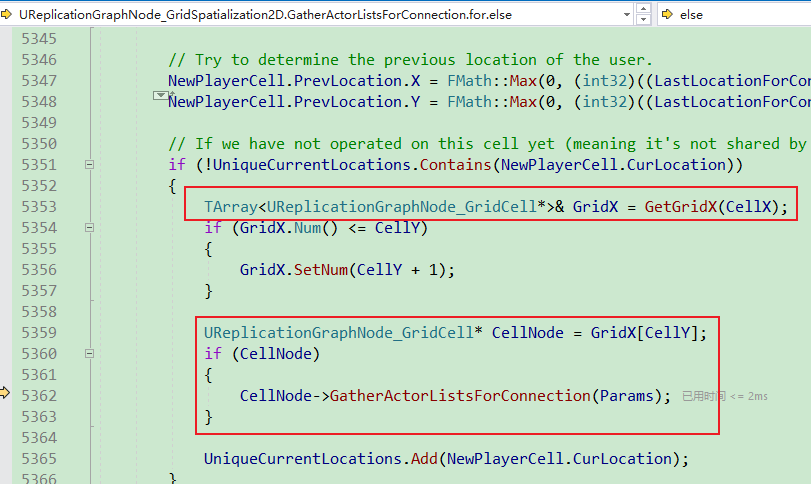 UReplicationGraphNode_GridSpatialization2D.GatherActorListsForConnection.for.else
else
5345
5346 // Try to determine the previous location of the user.
5347 NewPlayerCell.PrevLocation.X = FMath::Max(0, (int32)((LastLocationForCon
5348 NewPlayerCell.PrevLocation.Y = FMath::Max(0, (int32)((LastLocationForCon
5349
5350 // If we have not operated on this cell yet (meaning it's not shared by
5351 if (!UniqueCurrentLocations.Contains(NewPlayerCell.CurLocation))
5352 {
5353 TArray<UReplicationGraphNode_GridCell*>& GridX = GetGridX(CellX);
5354 if (GridX.Num() <= CellY)
5355 {
5356 GridX.SetNum(CellY + 1);
5357 }
5358
5359 UReplicationGraphNode_GridCell* CellNode = GridX[CellY];
5360 if (CellNode)
5361 {
5362 CellNode->GatherActorListsForConnection(Params); 已用时间 <= 2ms
5363 }
5364
5365 UniqueCurrentLocations.Add(NewPlayerCell.CurLocation);
5366 }